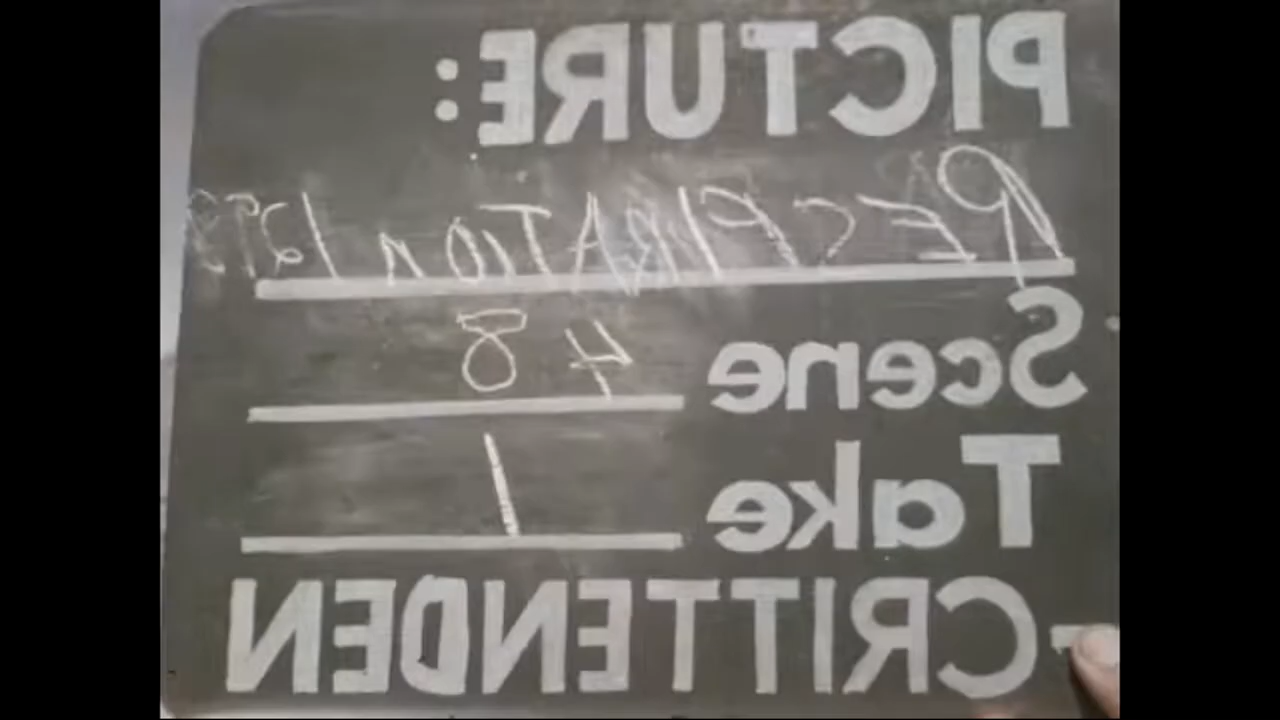 PICTURE:
RESPIRATION
Scene 48
Take 1
-CRITTENDEN